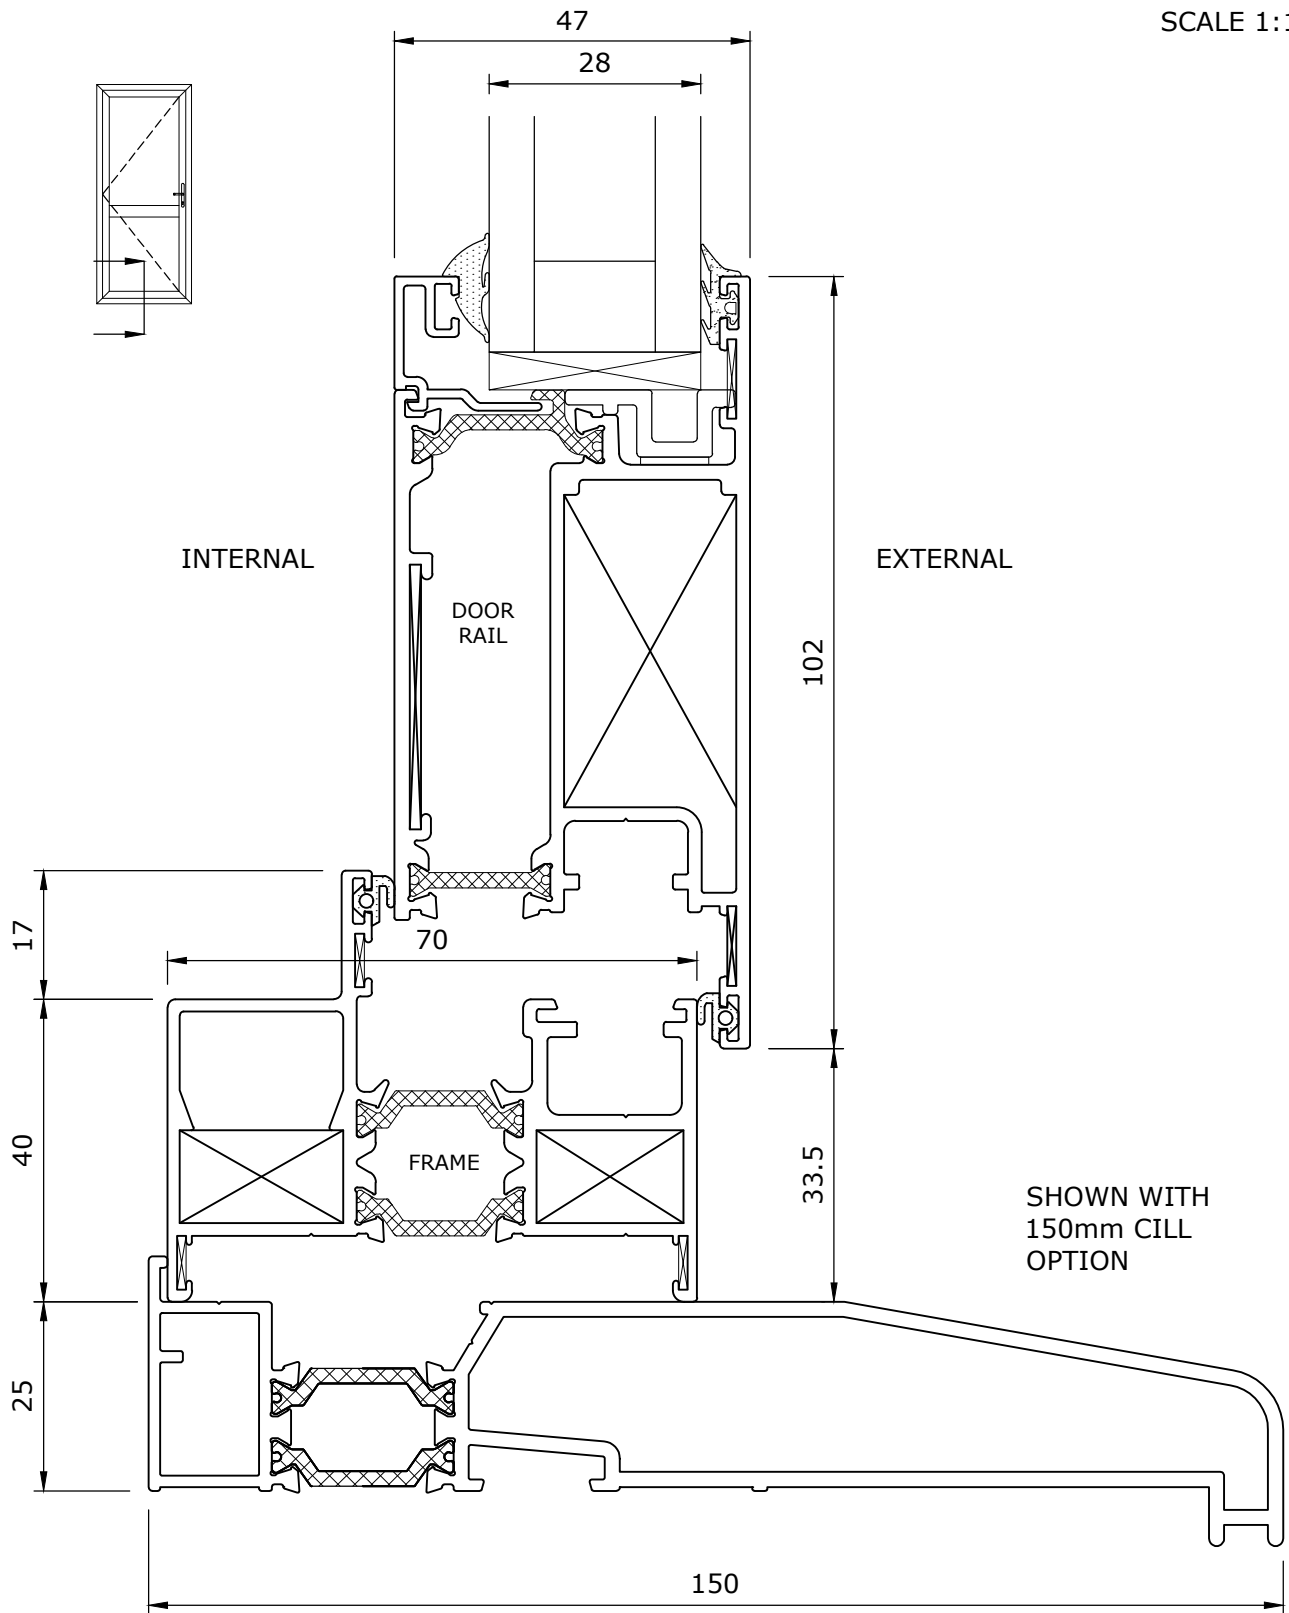 47
SCALE 1:1
28
INTERNAL
EXTERNAL
DOOR
RAIL
102
17
70
40
FRAME
33.5
SHOWN WITH
150mm CILL
OPTION
25
150